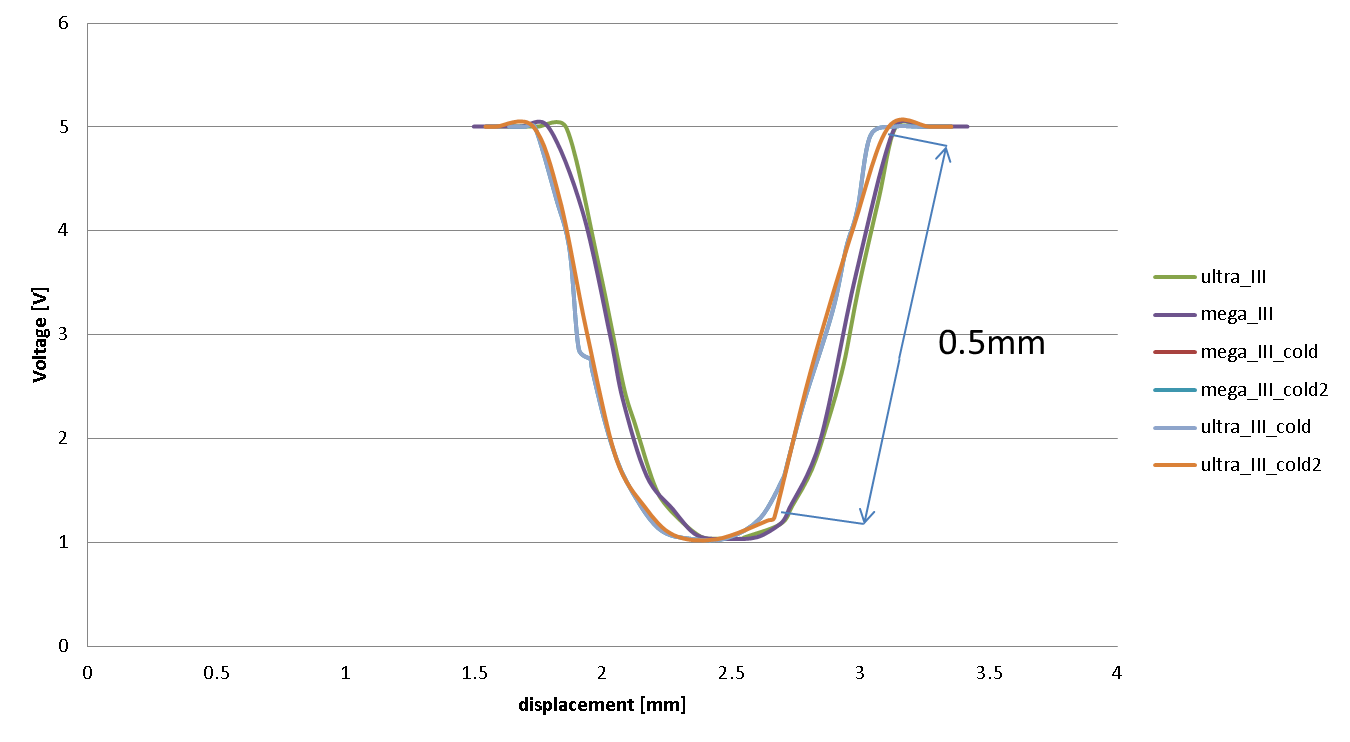 6
5
4
3
2
1
0
Voltage [V]
0
0.5
1
1.5
2
2.5
3
3.5
4
displacement [mm]
0.5mm
ultra_III
mega_III
mega_III_cold
mega_III_cold2
ultra_III_cold
ultra_III_cold2